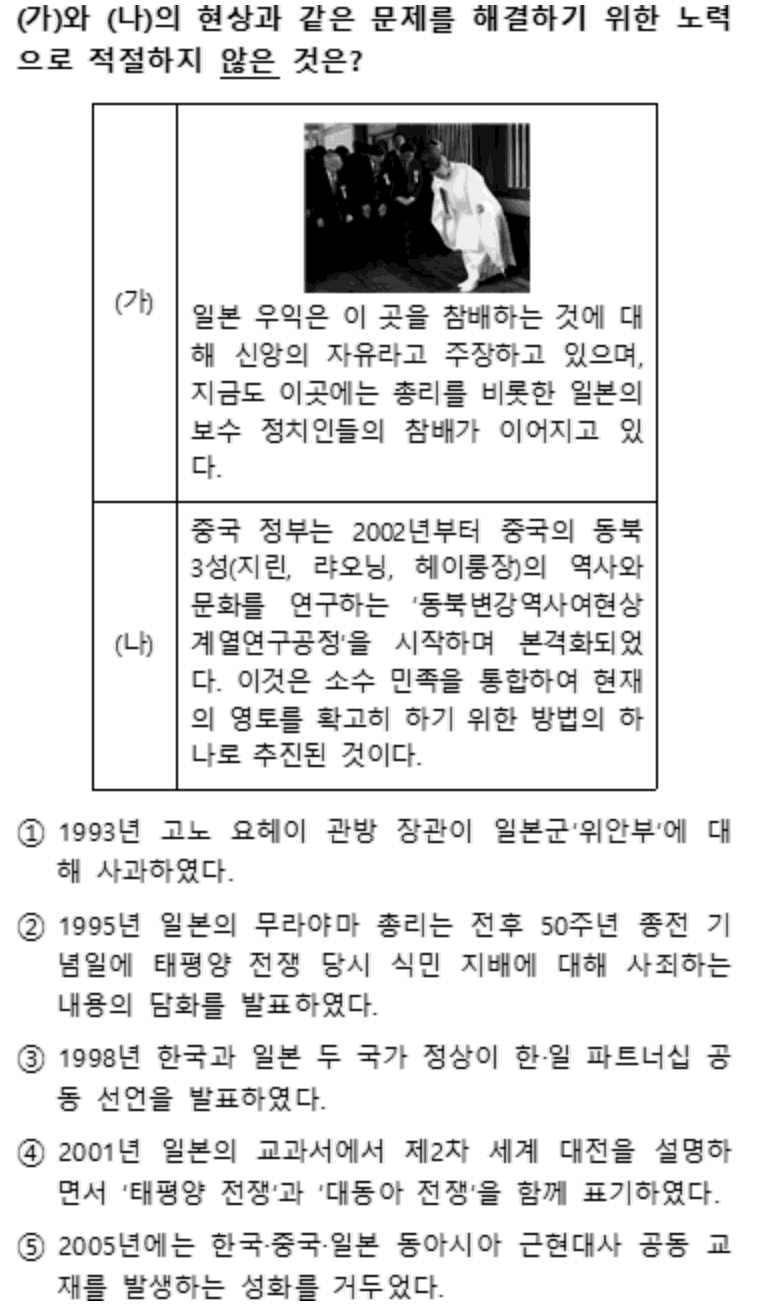 (가)와 (나)의 현상과 같은 문제를 해결하기 위한 노력
으로 적절하지 않은 것은?
(가)
일본 우익은 이 곳을 참배하는 것에 대
해 신앙의 자유라고 주장하고 있으며,
지금도 이곳에는 총리를 비롯한 일본의
보수 정치인들의 참배가 이어지고 있
다.
(나)
중국 정부는 2002년부터 중국의 동북
3성(지린, 랴오닝, 헤이룽장)의 역사와
문화를 연구하는 '동북변강역사여현상
계열연구공정'을 시작하며 본격화되었
다. 이것은 소수 민족을 통합하여 현재
의 영토를 확고히 하기 위한 방법의 하
나로 추진된 것이다.
① 1993년 고노 요헤이 관방 장관이 일본군'위안부'에 대
해 사과하였다.
② 1995년 일본의 무라야마 총리는 전후 50주년 종전 기
념일에 태평양 전쟁 당시 식민 지배에 대해 사죄하는
내용의 담화를 발표하였다.
③ 1998년 한국과 일본 두 국가 정상이 한·일 파트너십 공
동 선언을 발표하였다.
④ 2001년 일본의 교과서에서 제2차 세계 대전을 설명하
면서 '태평양 전쟁'과 '대동아 전쟁'을 함께 표기하였다.
⑤ 2005년에는 한국·중국·일본 동아시아 근현대사 공동 교
재를 발생하는 성화를 거두었다.